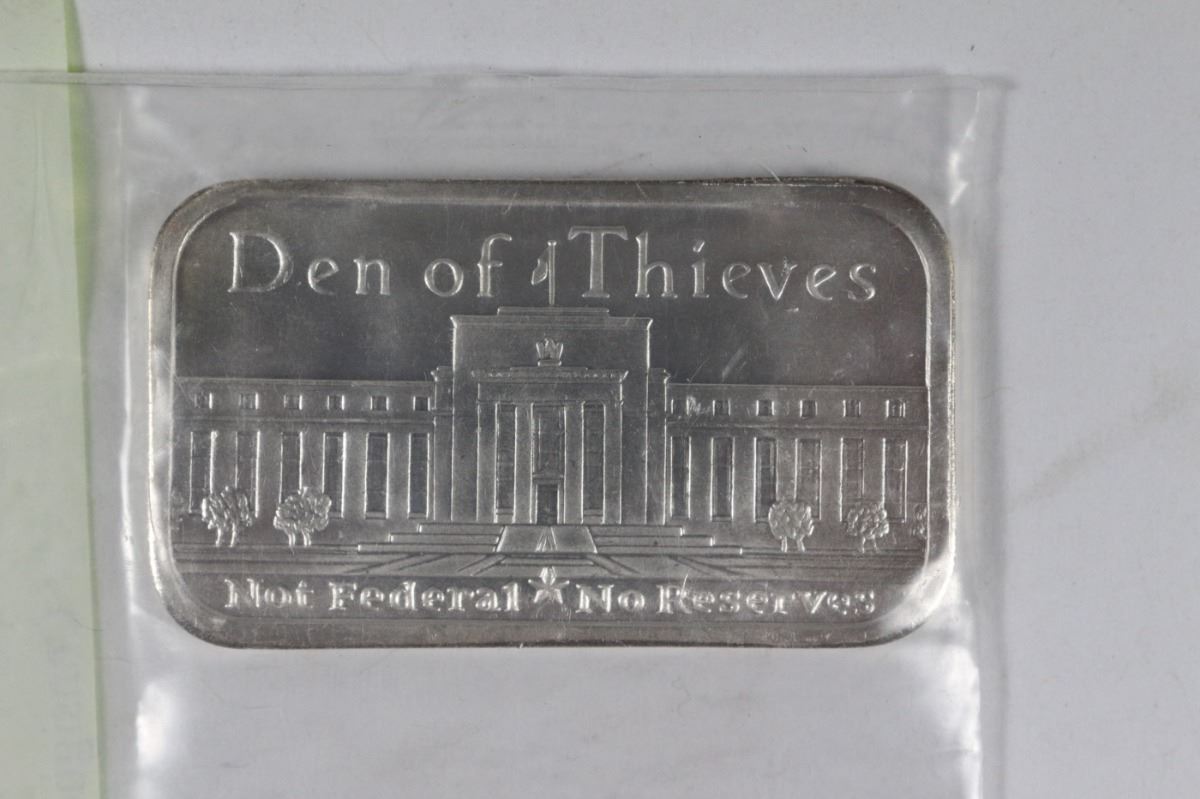 Den of Thieves
Not Federal ★ No Reserves